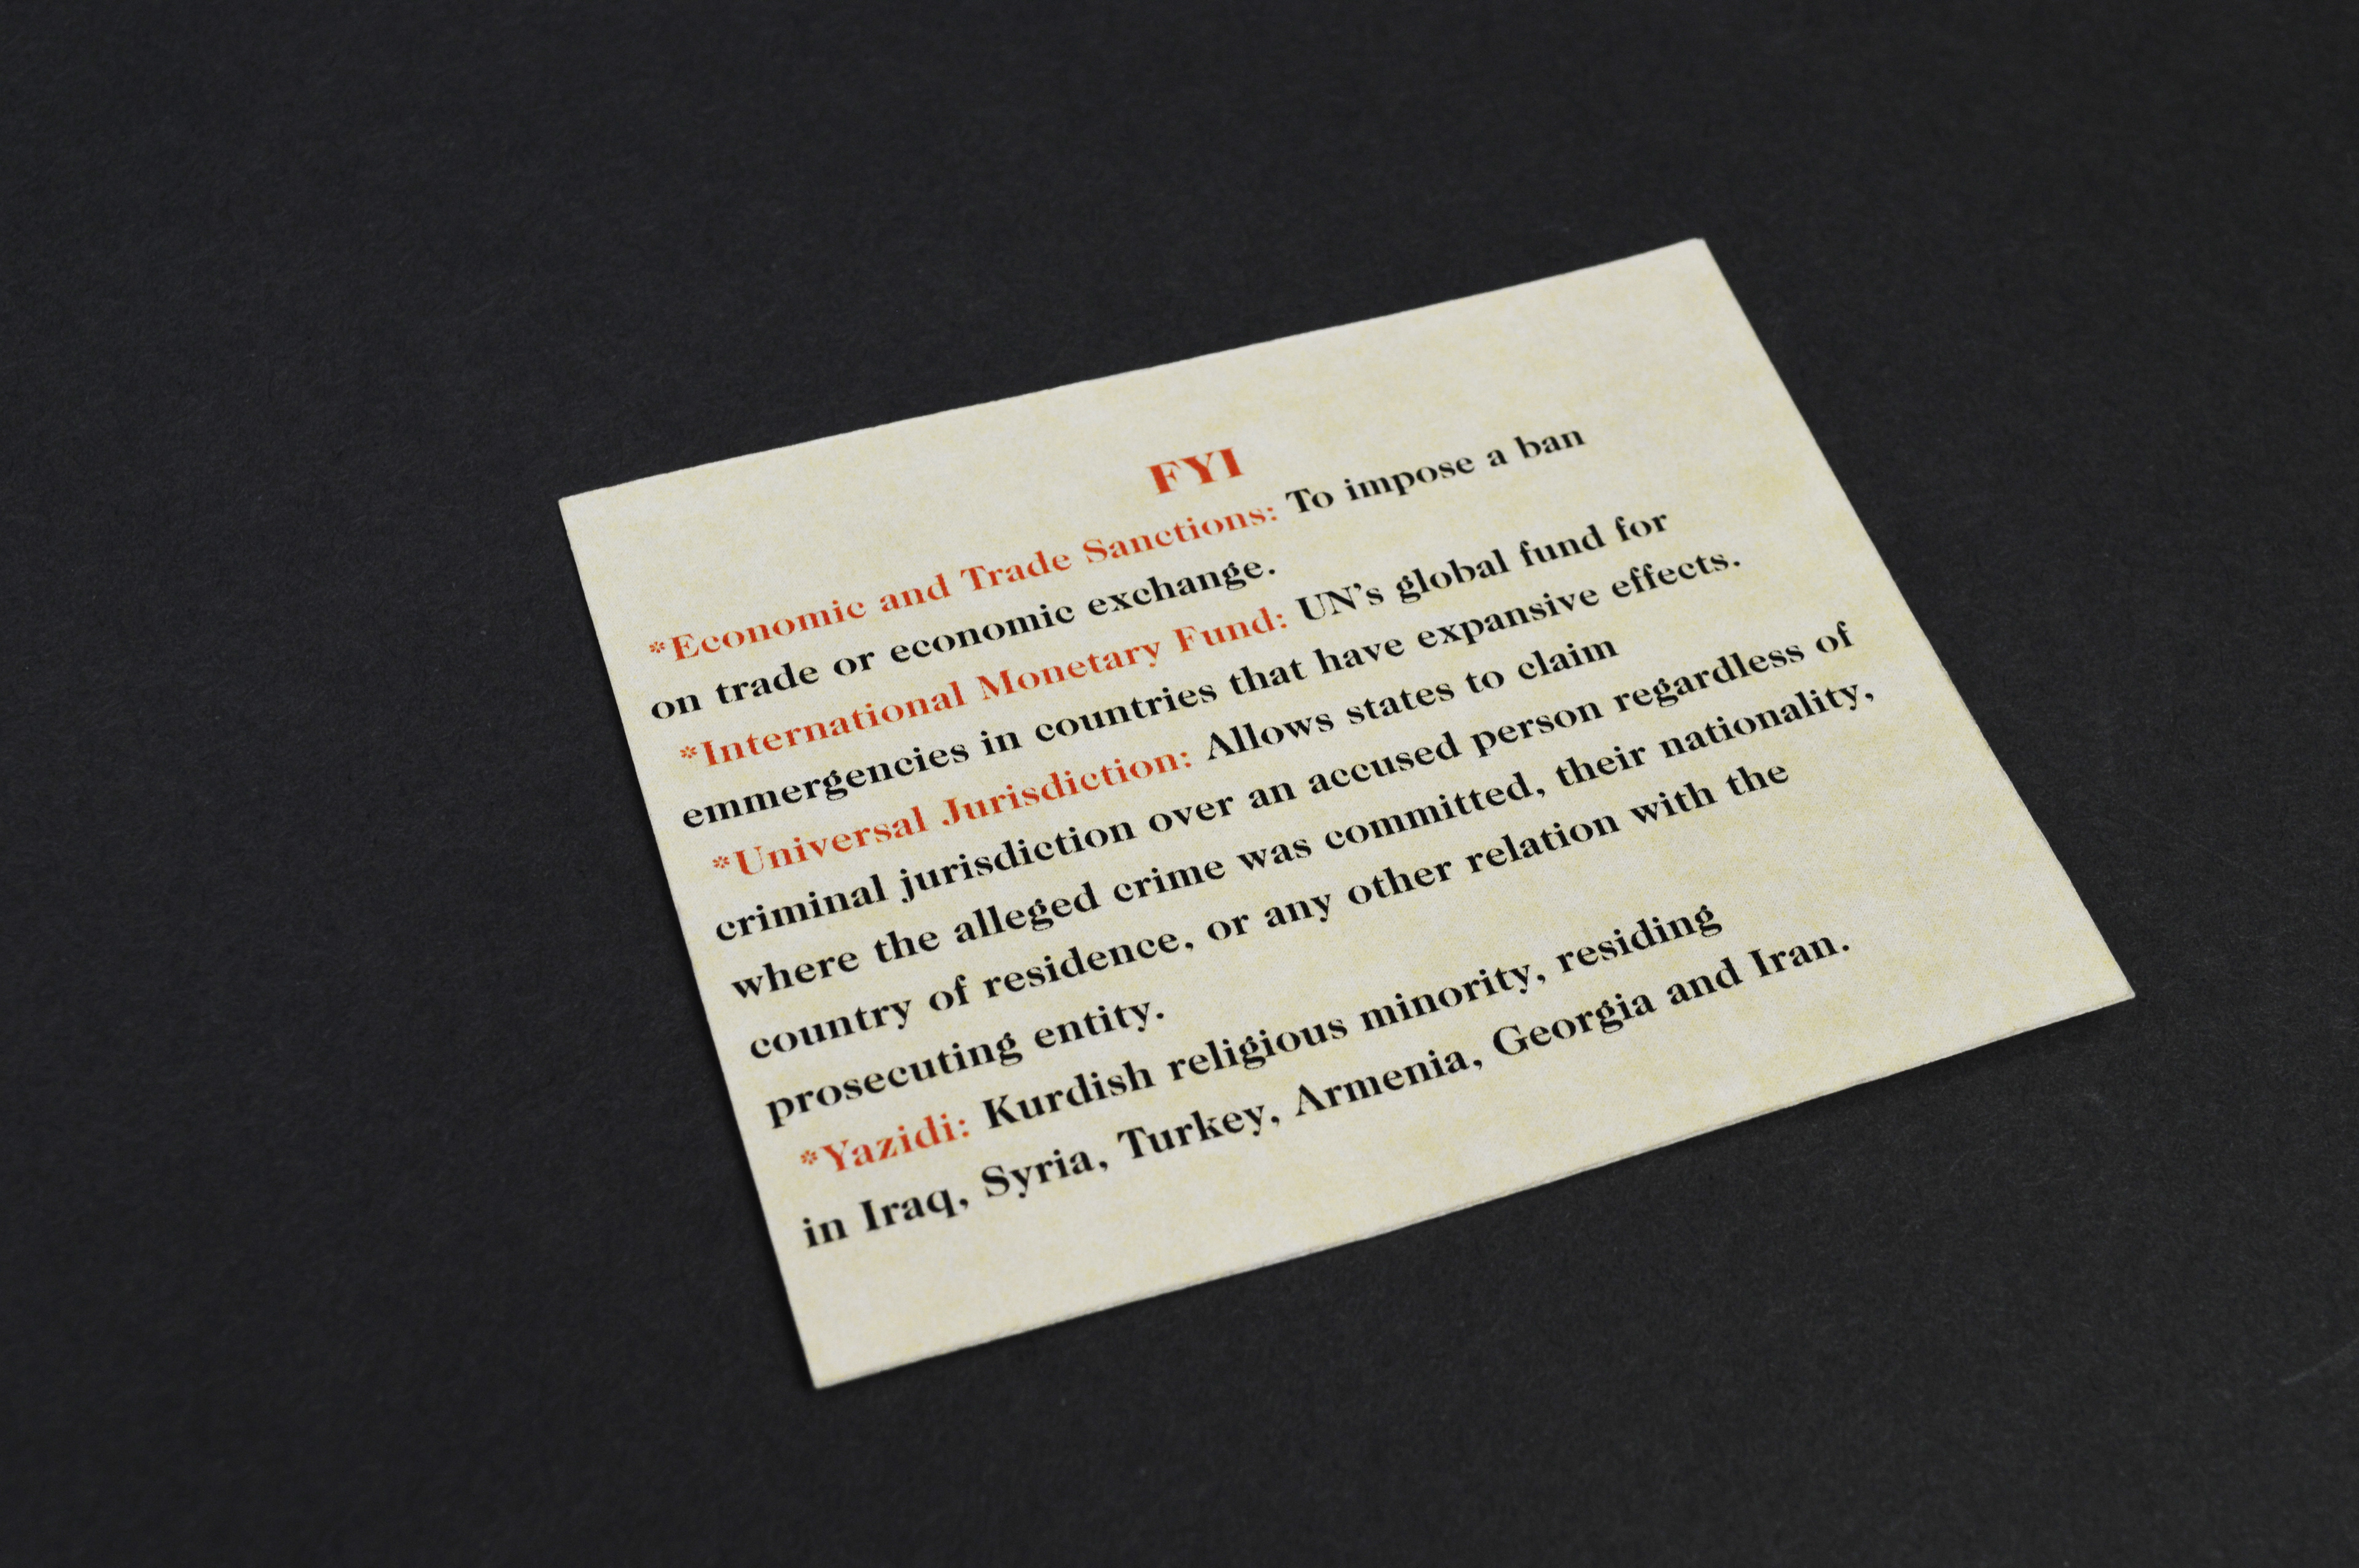 FYI
*Economic and Trade Sanctions: To impose a ban
on trade or economic exchange.
*International Monetary Fund: UN's global fund for
emmergencies in countries that have expansive effects.
*Universal Jurisdiction: Allows states to claim
criminal jurisdiction over an accused person regardless of
where the alleged crime was committed, their nationality,
country of residence, or any other relation with the
prosecuting entity.
*Yazidi: Kurdish religious minority, residing
in Iraq, Syria, Turkey, Armenia, Georgia and Iran.